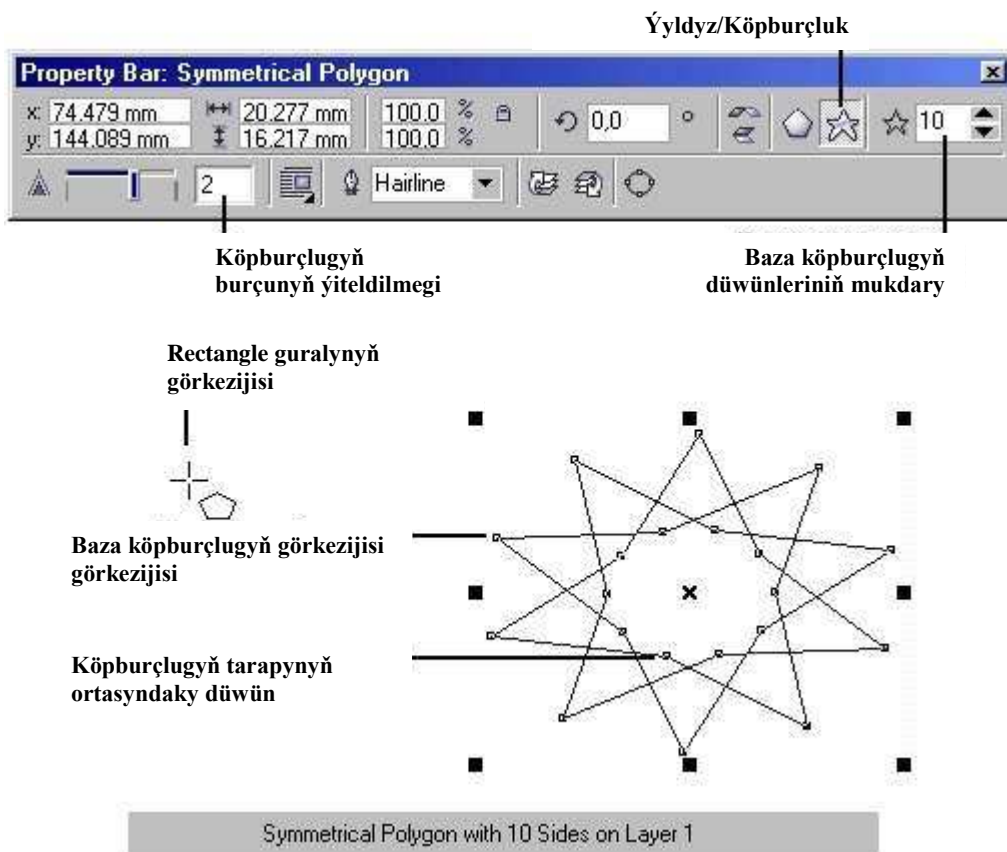 Ýyldyz/Köpburçluk
Property Bar: Symmetrical Polygon
x: 74.479 mm 20.277 mm 100.0 % 0,0 ° 10
y: 144.089 mm 16.217 mm 100.0 %
2 Hairline
Köpburçlugyň
burçunyň ýiteldilmegi
Baza köpburçlugyň
düwünleriniň mukdary
Rectangle guralynyň
görkezijisi
Baza köpburçlugyň görkezijisi
görkezijisi
Köpburçlugyň tarapynyň
ortasyndaky düwün
Symmetrical Polygon with 10 Sides on Layer 1